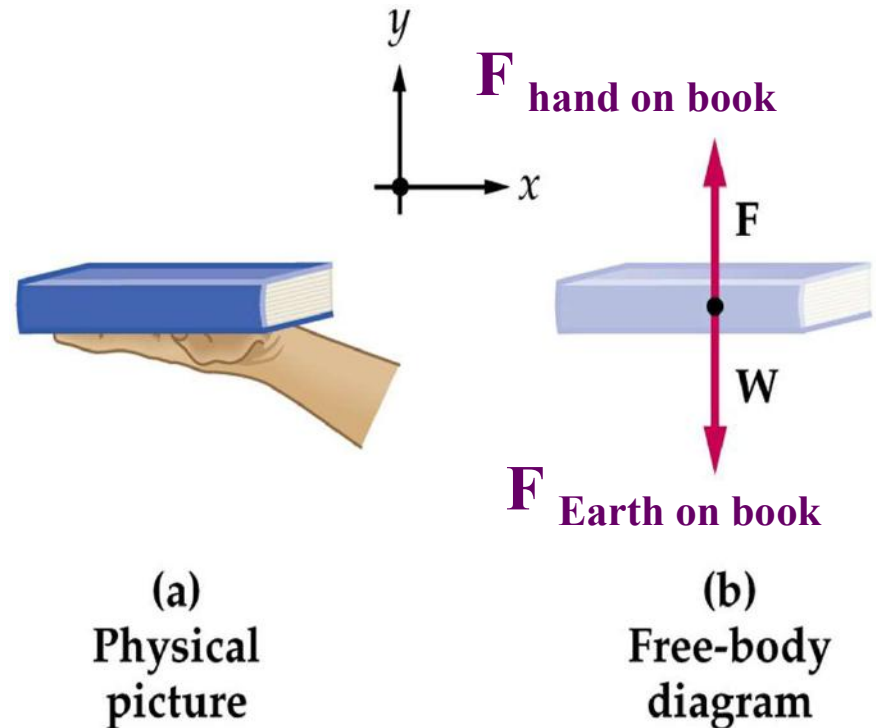 y
F hand on book
x
F
W
F Earth on book
(a)
Physical
picture
(b)
Free-body
diagram